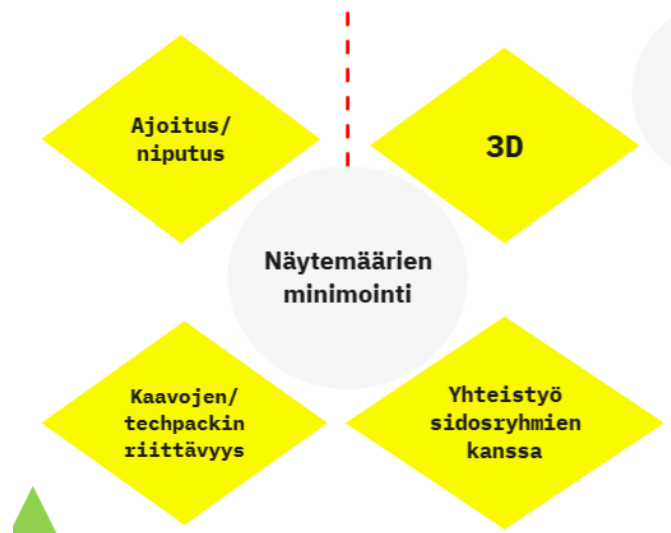 Ajoitus/
niputus
3D
Näytemäärien
minimointi
Kaavojen/
techpackin
riittävyys
Yhteistyö
sidosryhmien
kanssa